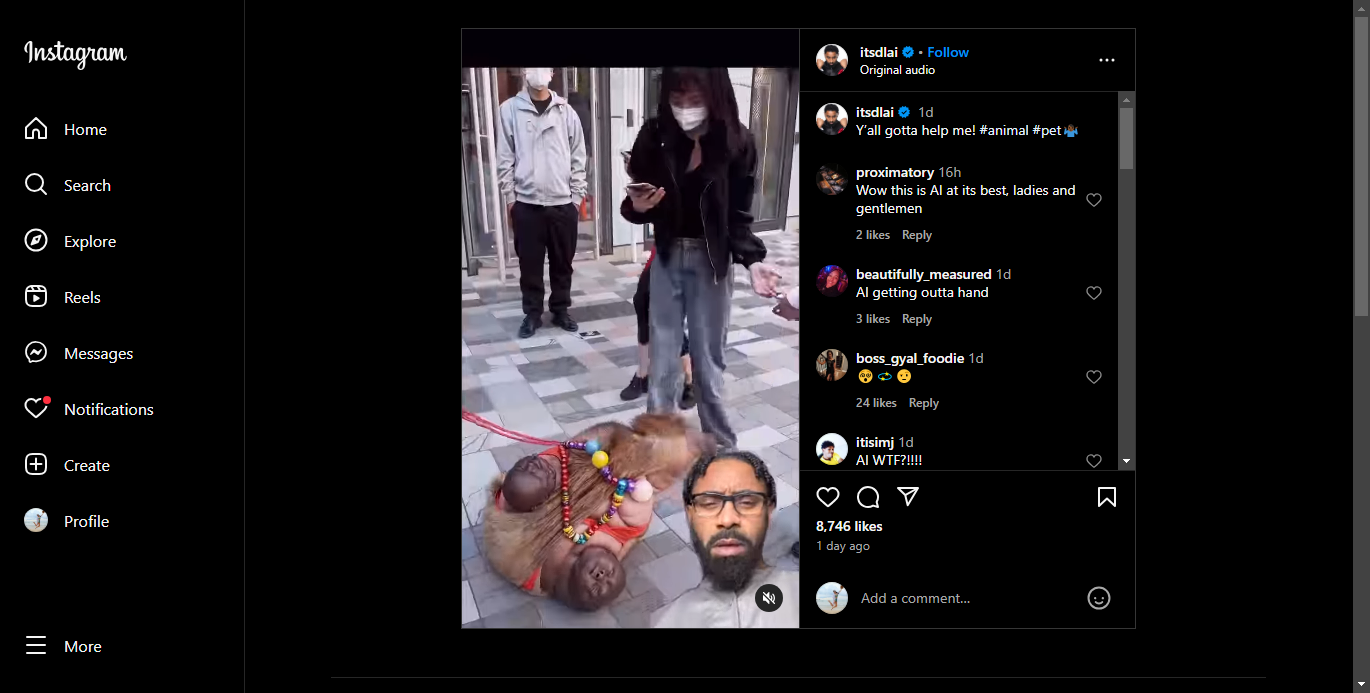 Instagram
Home
Search
Explore
Reels
Messages
Notifications
Create
Profile
More
itsdlai • Follow
Original audio
itsdlai 1d
Y'all gotta help me! #animal #pet
proximatory 16h
Wow this is AI at its best, ladies and
gentlemen
2 likes Reply
beautifully_measured 1d
AI getting outta hand
3 likes Reply
boss_gyal_foodie 1d
😵‍💫 🪐 😟
24 likes Reply
itisimj 1d
AI WTF?!!!!
8,746 likes
1 day ago
Add a comment...